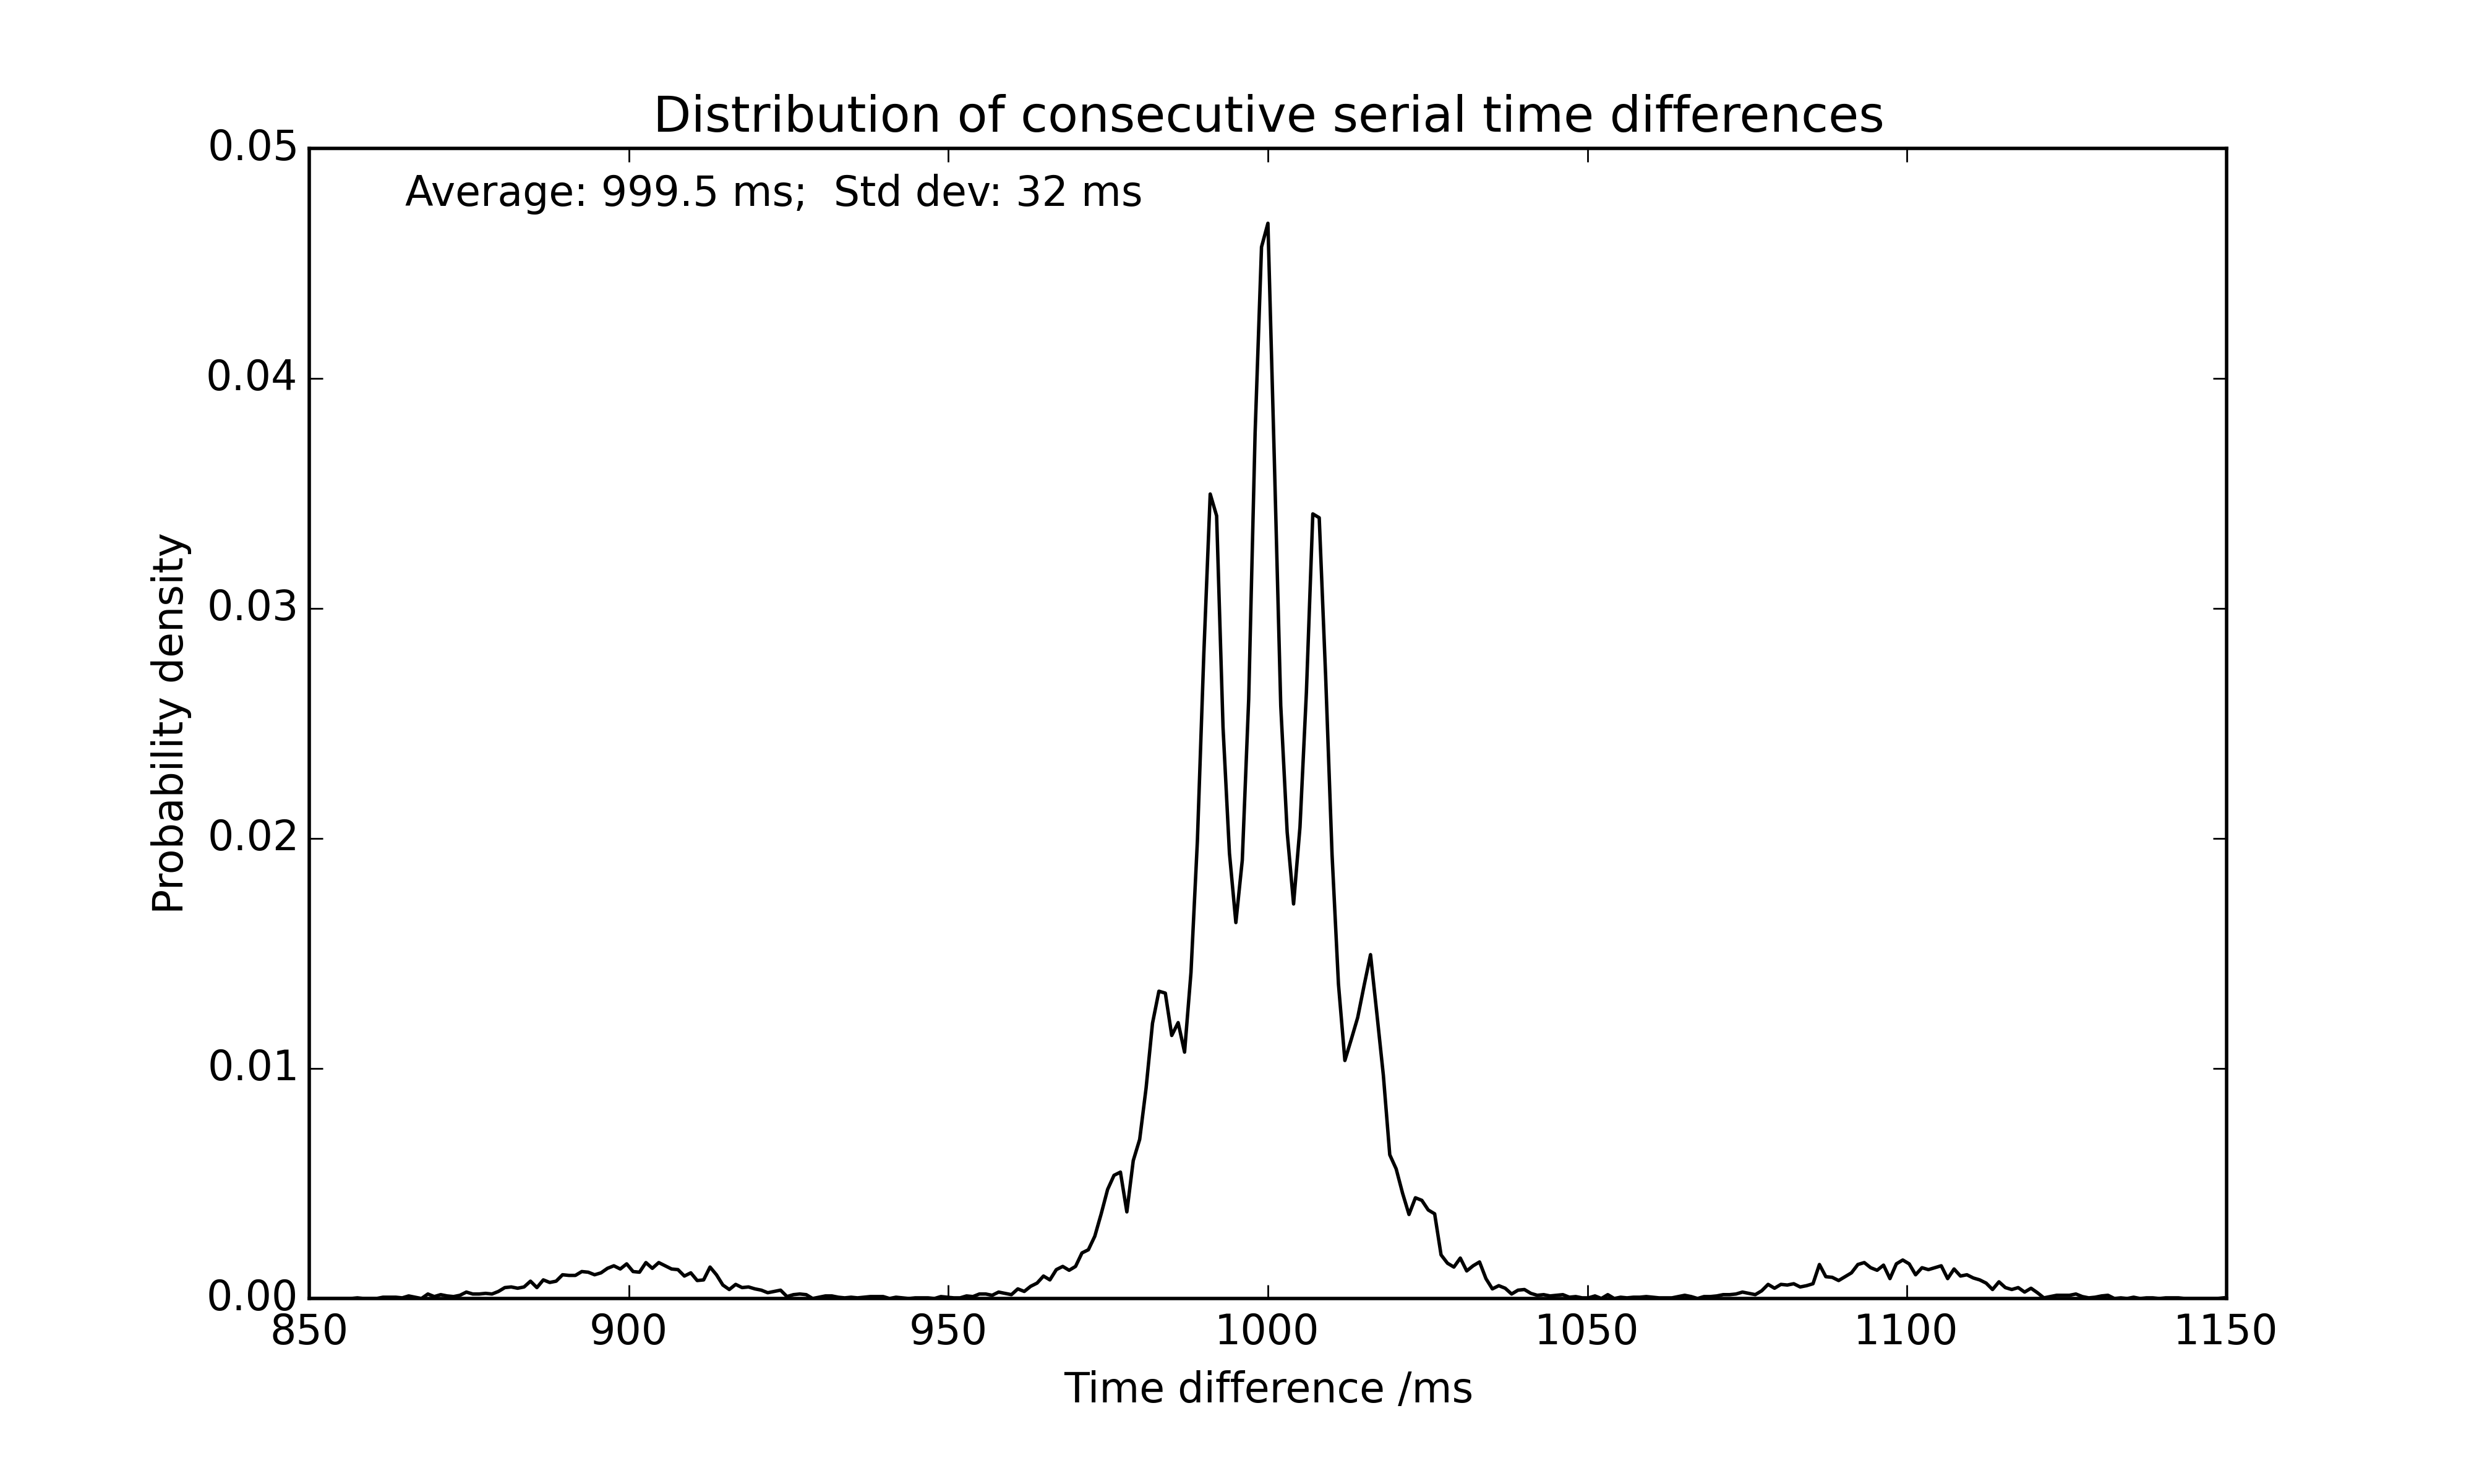 Distribution of consecutive serial time differences
Average: 999.5 ms;  Std dev: 32 ms
Probability density
0.05
0.04
0.03
0.02
0.01
0.00
850 900 950 1000 1050 1100 1150
Time difference /ms